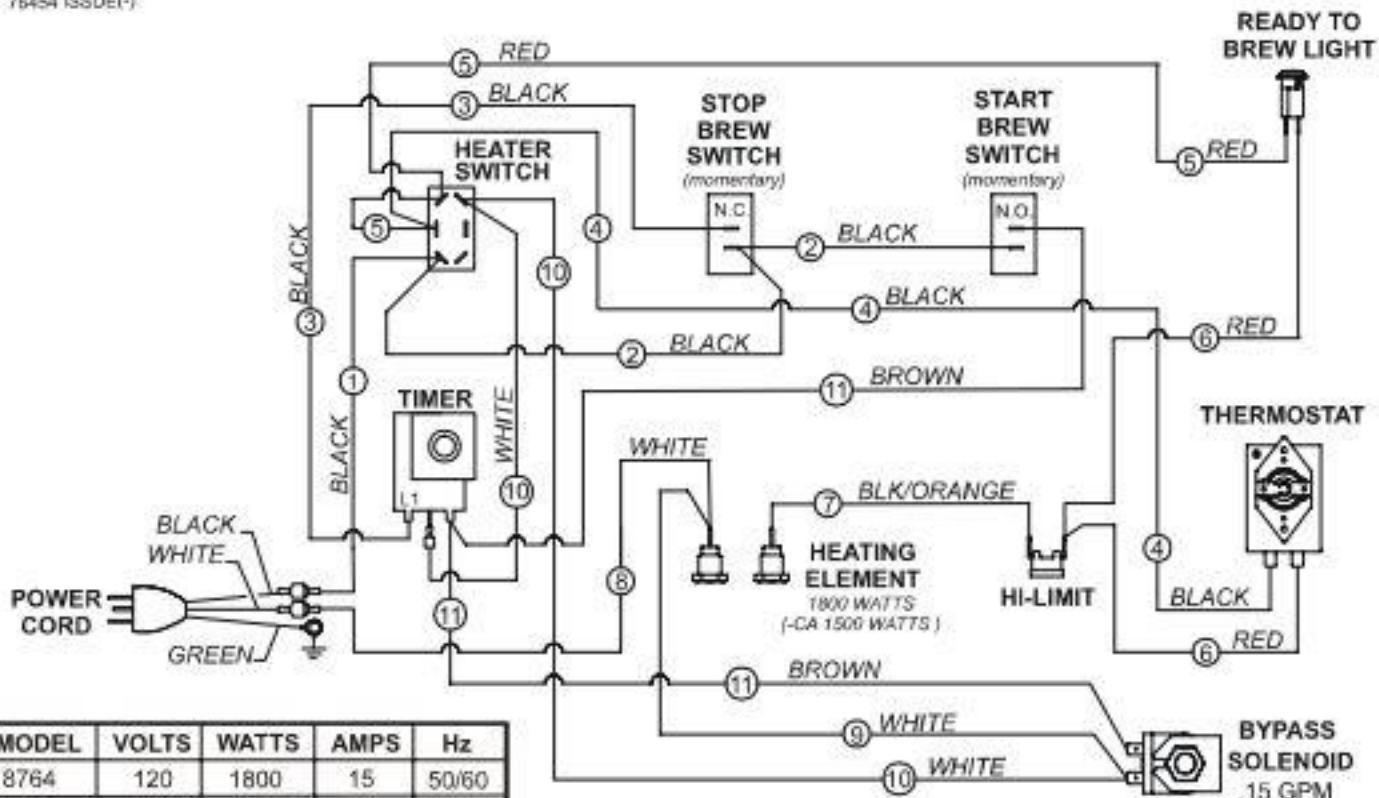 READY TO
BREW LIGHT
5 RED
3 BLACK
STOP
BREW
SWITCH
(momentary)
START
BREW
SWITCH
(momentary)
HEATER
SWITCH
5 RED
N.C.
N.O.
5
4
2 BLACK
10
BLACK
3
4 BLACK
6 RED
2 BLACK
1
11 BROWN
TIMER
THERMOSTAT
WHITE
BLACK
WHITE
L1
10
7 BLK/ORANGE
BLACK
WHITE
HEATING
ELEMENT
1800 WATTS
(-CA 1500 WATTS )
HI-LIMIT
4
BLACK
8
POWER
CORD
11
GREEN
6 RED
11 BROWN
9 WHITE
10 WHITE
BYPASS
SOLENOID
.15 GPM
MODEL VOLTS WATTS AMPS Hz
8764 120 1800 15 50/60